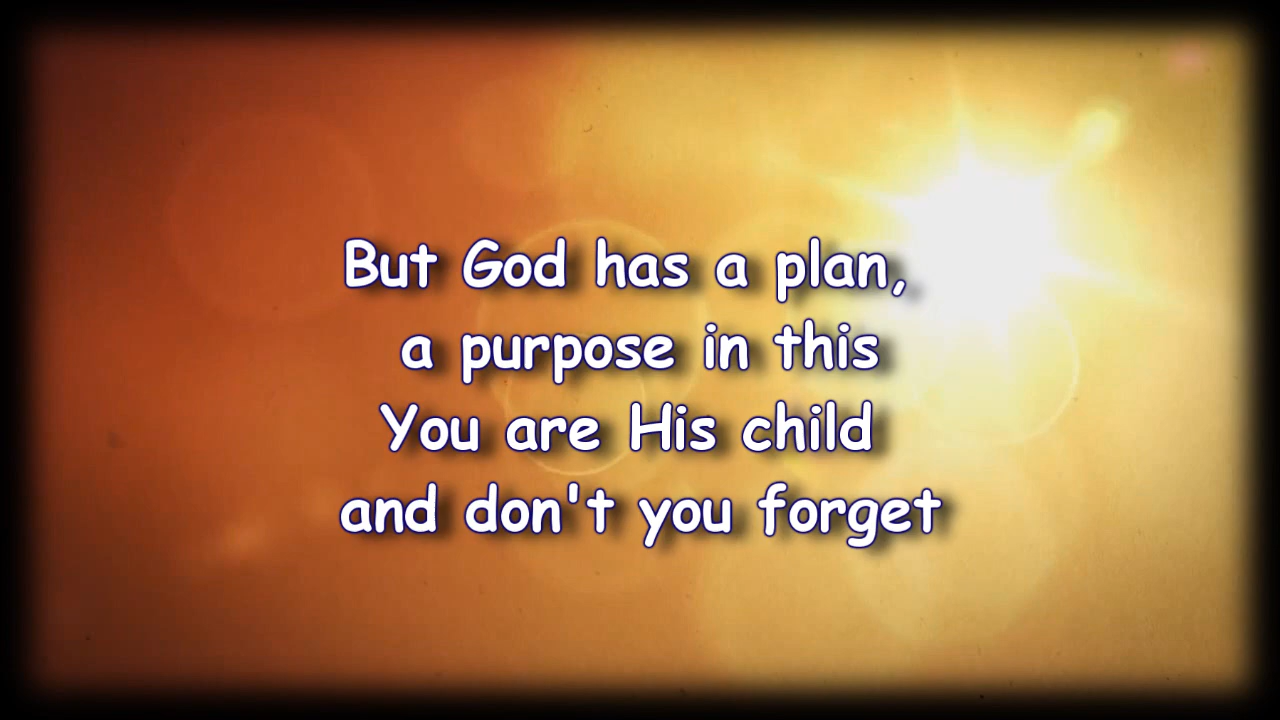 But God has a plan,
a purpose in this
You are His child
and don't you forget